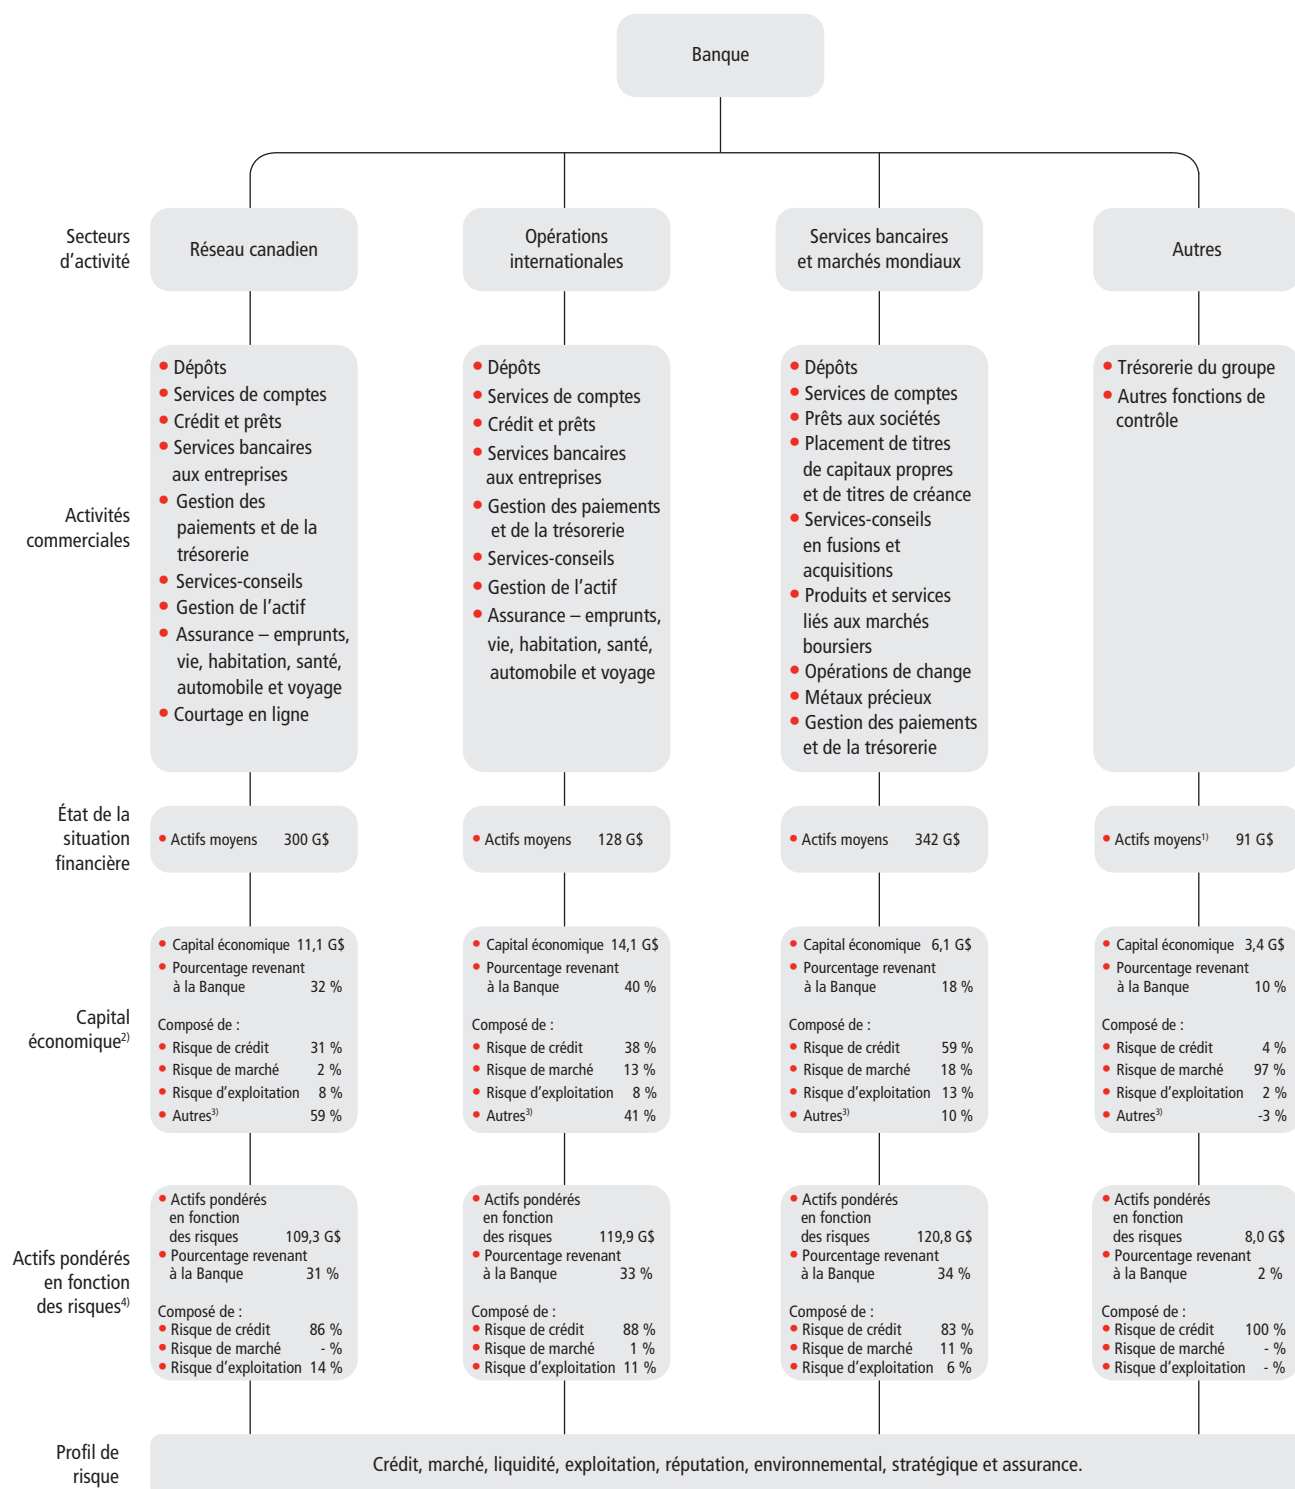 Banque
Secteurs
d’activité
Réseau canadien
Opérations
internationales
Services bancaires
et marchés mondiaux
Autres
Activités
commerciales
• Dépôts
• Services de comptes
• Crédit et prêts
• Services bancaires
aux entreprises
• Gestion des
paiements et de la
trésorerie
• Services-conseils
• Gestion de l’actif
• Assurance – emprunts,
vie, habitation, santé,
automobile et voyage
• Courtage en ligne
• Dépôts
• Services de comptes
• Crédit et prêts
• Services bancaires
aux entreprises
• Gestion des paiements
et de la trésorerie
• Services-conseils
• Gestion de l’actif
• Assurance – emprunts,
vie, habitation, santé,
automobile et voyage
• Dépôts
• Services de comptes
• Prêts aux sociétés
• Placement de titres
de capitaux propres
et de titres de créance
• Services-conseils
en fusions et
acquisitions
• Produits et services
liés aux marchés
boursiers
• Opérations de change
• Métaux précieux
• Gestion des paiements
et de la trésorerie
• Trésorerie du groupe
• Autres fonctions de
contrôle
État de la
situation
financière
• Actifs moyens 300 G$
• Actifs moyens 128 G$
• Actifs moyens 342 G$
• Actifs moyens1) 91 G$
Capital
économique2)
• Capital économique 11,1 G$
• Pourcentage revenant
à la Banque 32 %
Composé de :
• Risque de crédit 31 %
• Risque de marché 2 %
• Risque d’exploitation 8 %
• Autres3) 59 %
• Capital économique 14,1 G$
• Pourcentage revenant
à la Banque 40 %
Composé de :
• Risque de crédit 38 %
• Risque de marché 13 %
• Risque d’exploitation 8 %
• Autres3) 41 %
• Capital économique 6,1 G$
• Pourcentage revenant
à la Banque 18 %
Composé de :
• Risque de crédit 59 %
• Risque de marché 18 %
• Risque d’exploitation 13 %
• Autres3) 10 %
• Capital économique 3,4 G$
• Pourcentage revenant
à la Banque 10 %
Composé de :
• Risque de crédit 4 %
• Risque de marché 97 %
• Risque d’exploitation 2 %
• Autres3) -3 %
Actifs pondérés
en fonction
des risques4)
• Actifs pondérés
en fonction
des risques 109,3 G$
• Pourcentage revenant
à la Banque 31 %
Composé de :
• Risque de crédit 86 %
• Risque de marché - %
• Risque d’exploitation 14 %
• Actifs pondérés
en fonction
des risques 119,9 G$
• Pourcentage revenant
à la Banque 33 %
Composé de :
• Risque de crédit 88 %
• Risque de marché 1 %
• Risque d’exploitation 11 %
• Actifs pondérés
en fonction
des risques 120,8 G$
• Pourcentage revenant
à la Banque 34 %
Composé de :
• Risque de crédit 83 %
• Risque de marché 11 %
• Risque d’exploitation 6 %
• Actifs pondérés
en fonction
des risques 8,0 G$
• Pourcentage revenant
à la Banque 2 %
Composé de :
• Risque de crédit 100 %
• Risque de marché - %
• Risque d’exploitation - %
Profil de
risque
Crédit, marché, liquidité, exploitation, réputation, environnemental, stratégique et assurance.